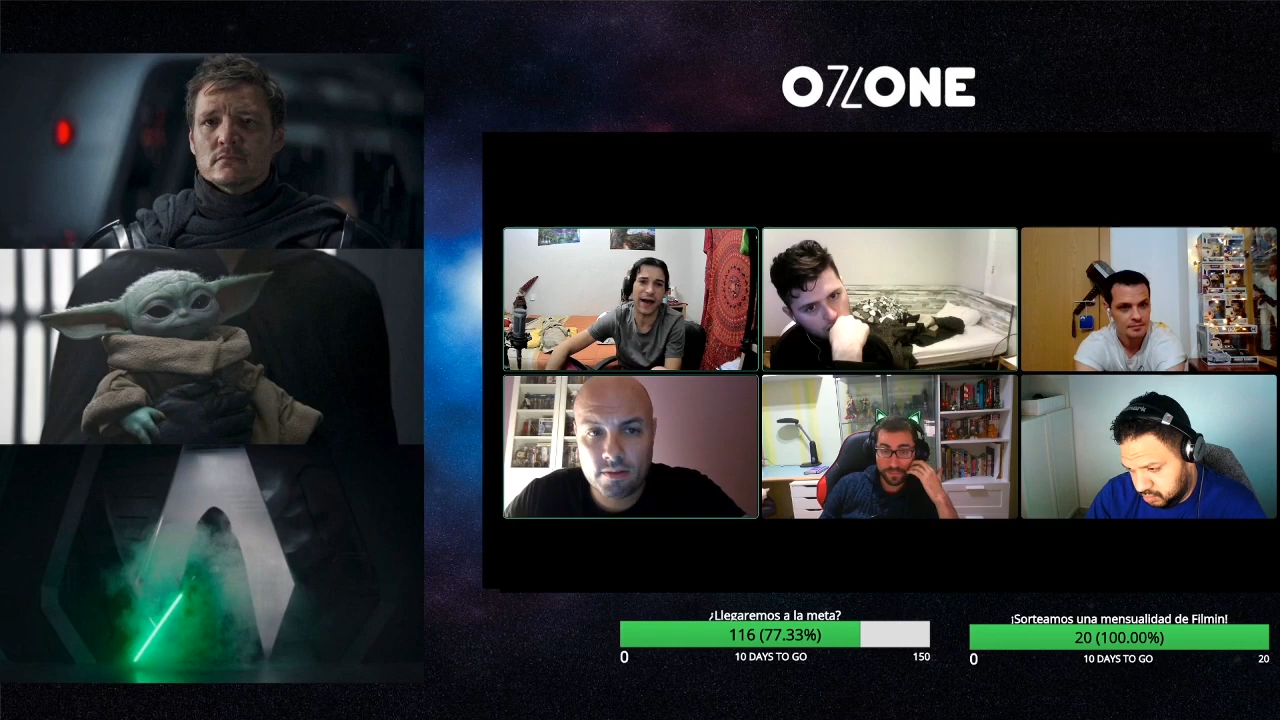 OZONE
¿Llegaremos a la meta?
116 (77.33%)
0
10 DAYS TO GO
150
¡Sorteamos una mensualidad de Filmin!
20 (100.00%)
0
10 DAYS TO GO
20